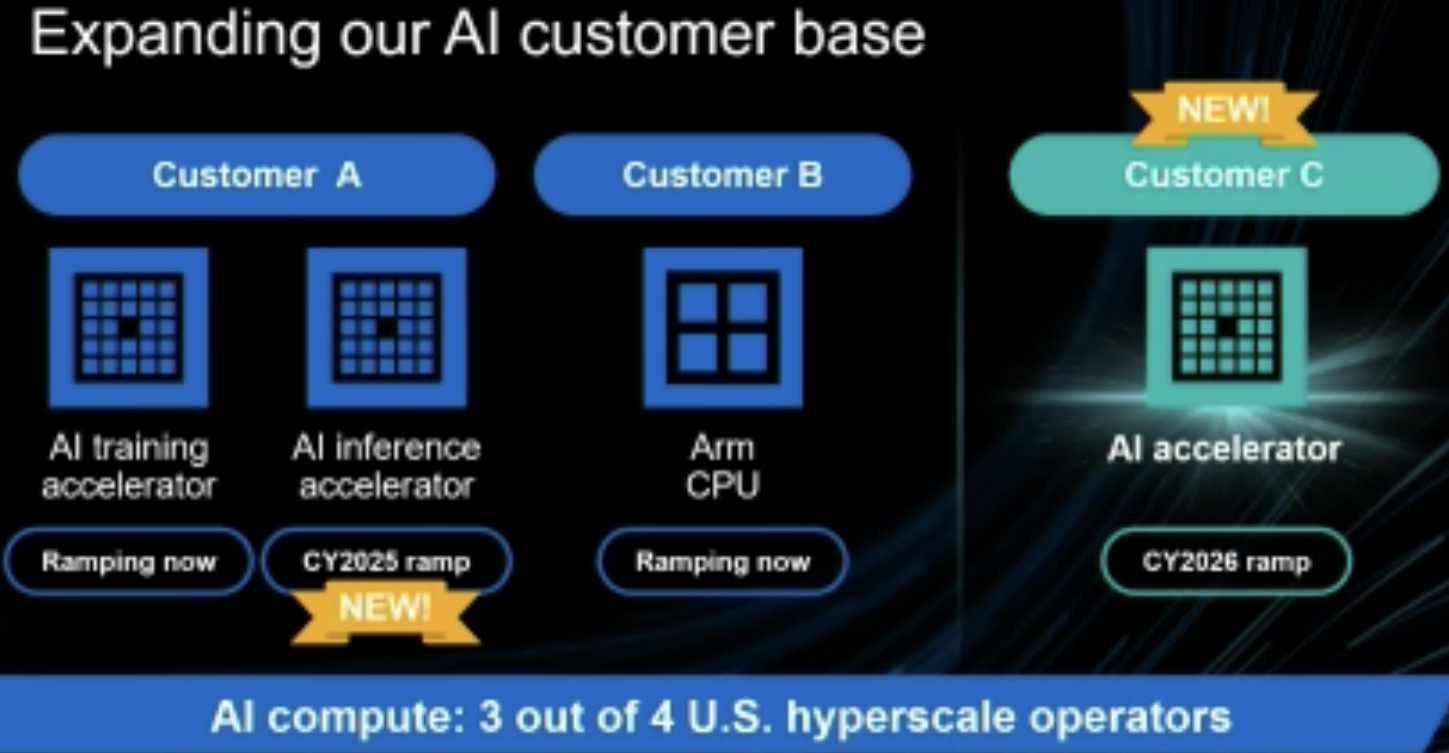 Expanding our AI customer base
Customer A
AI training
accelerator
Ramping now
AI inference
accelerator
CY2025 ramp
NEW!
Customer B
Arm
CPU
Ramping now
NEW!
Customer C
AI accelerator
CY2026 ramp
AI compute: 3 out of 4 U.S. hyperscale operators